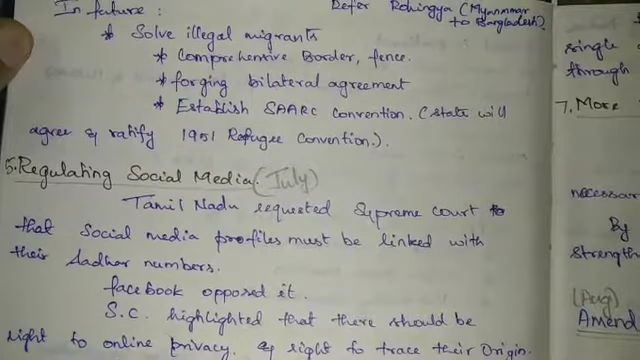 In future :
Refer Rohingya (Myanmmar
to Bangladesh).
* Solve illegal migrants
* Comprehensive Border, fence.
* forging bilateral agreement
* Establish SAARC convention. (state will
agree & ratify 1951 Refugee Convention.).
5. Regulating Social Media. (July)
Tamil Nadu requested Supreme court to
that social media profiles must be linked with
their Aadhar numbers.
facebook opposed it.
S.C. highlighted that there should be
right to online privacy. & right to trace their Origin.
single
through
7. More
necessar
By
Strength
(Aug)
Amend